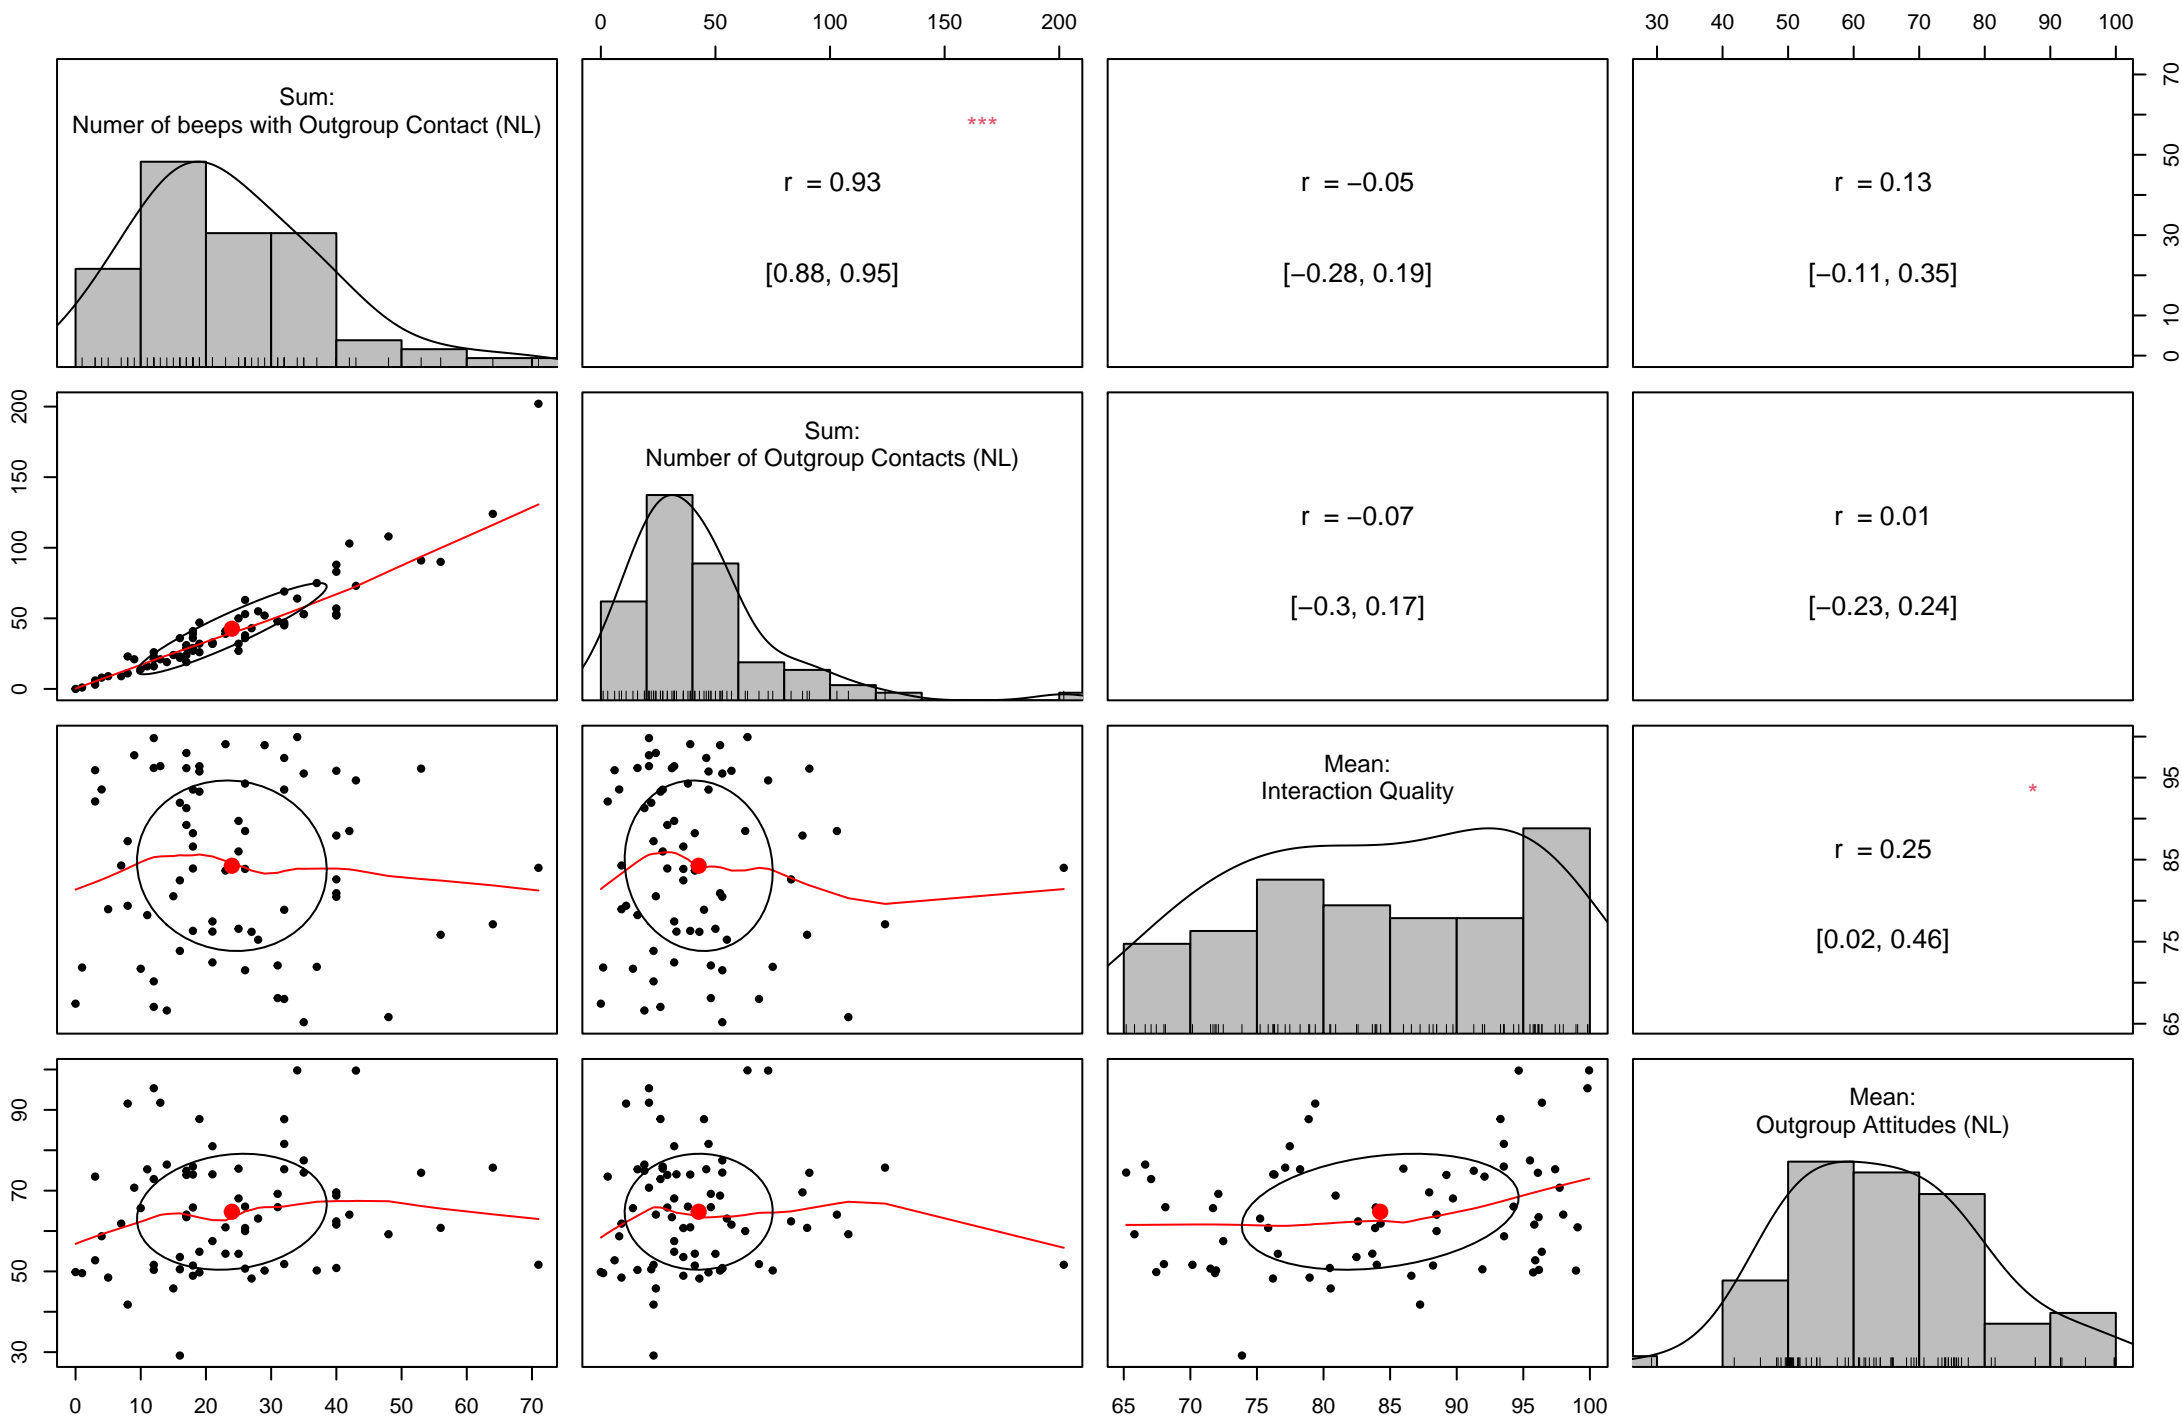 0 50 100 150 200
30 40 50 60 70 80 90 100
Sum:
Numer of beeps with Outgroup Contact (NL)
***
r = 0.93
[0.88, 0.95]
r = −0.05
[−0.28, 0.19]
r = 0.13
[−0.11, 0.35]
0 10 30 50 70
0 50 100 150 200
Sum:
Number of Outgroup Contacts (NL)
r = −0.07
[−0.3, 0.17]
r = 0.01
[−0.23, 0.24]
Mean:
Interaction Quality
*
r = 0.25
[0.02, 0.46]
65 75 85 95
30 50 70 90
Mean:
Outgroup Attitudes (NL)
0 10 20 30 40 50 60 70
65 70 75 80 85 90 95 100